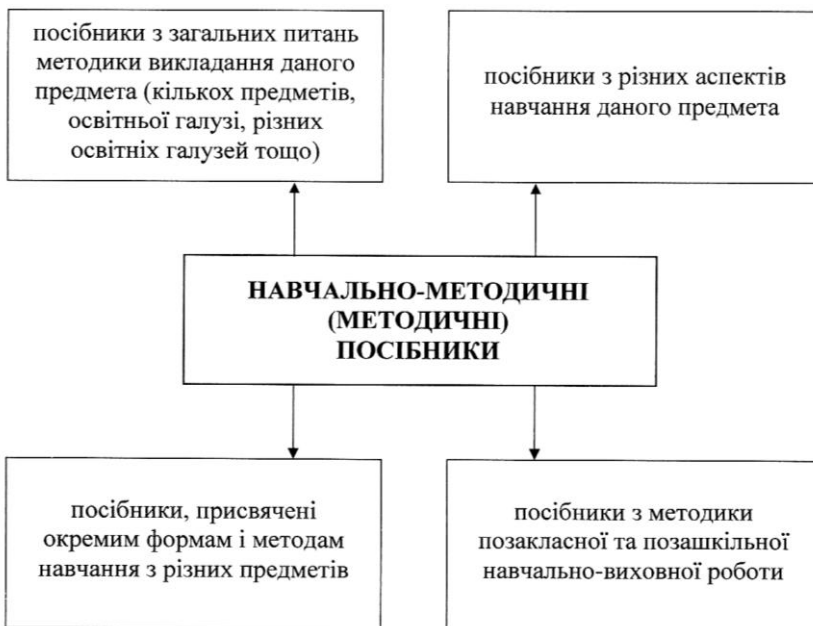 посібники з загальних питань
методики викладання даного
предмета (кількох предметів,
освітньої галузі, різних
освітніх галузей тощо)
посібники з різних аспектів
навчання даного предмета
НАВЧАЛЬНО-МЕТОДИЧНІ
(МЕТОДИЧНІ)
ПОСІБНИКИ
посібники, присвячені
окремим формам і методам
навчання з різних предметів
посібники з методики
позакласної та позашкільної
навчально-виховної роботи